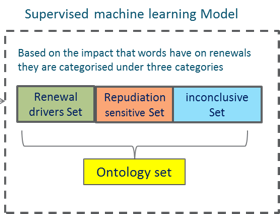 Supervised machine learning Model
Based on the impact that words have on renewals
they are categorised under three categories
Renewal
drivers Set
Repudiation
sensitive Set
inconclusive
Set
Ontology set